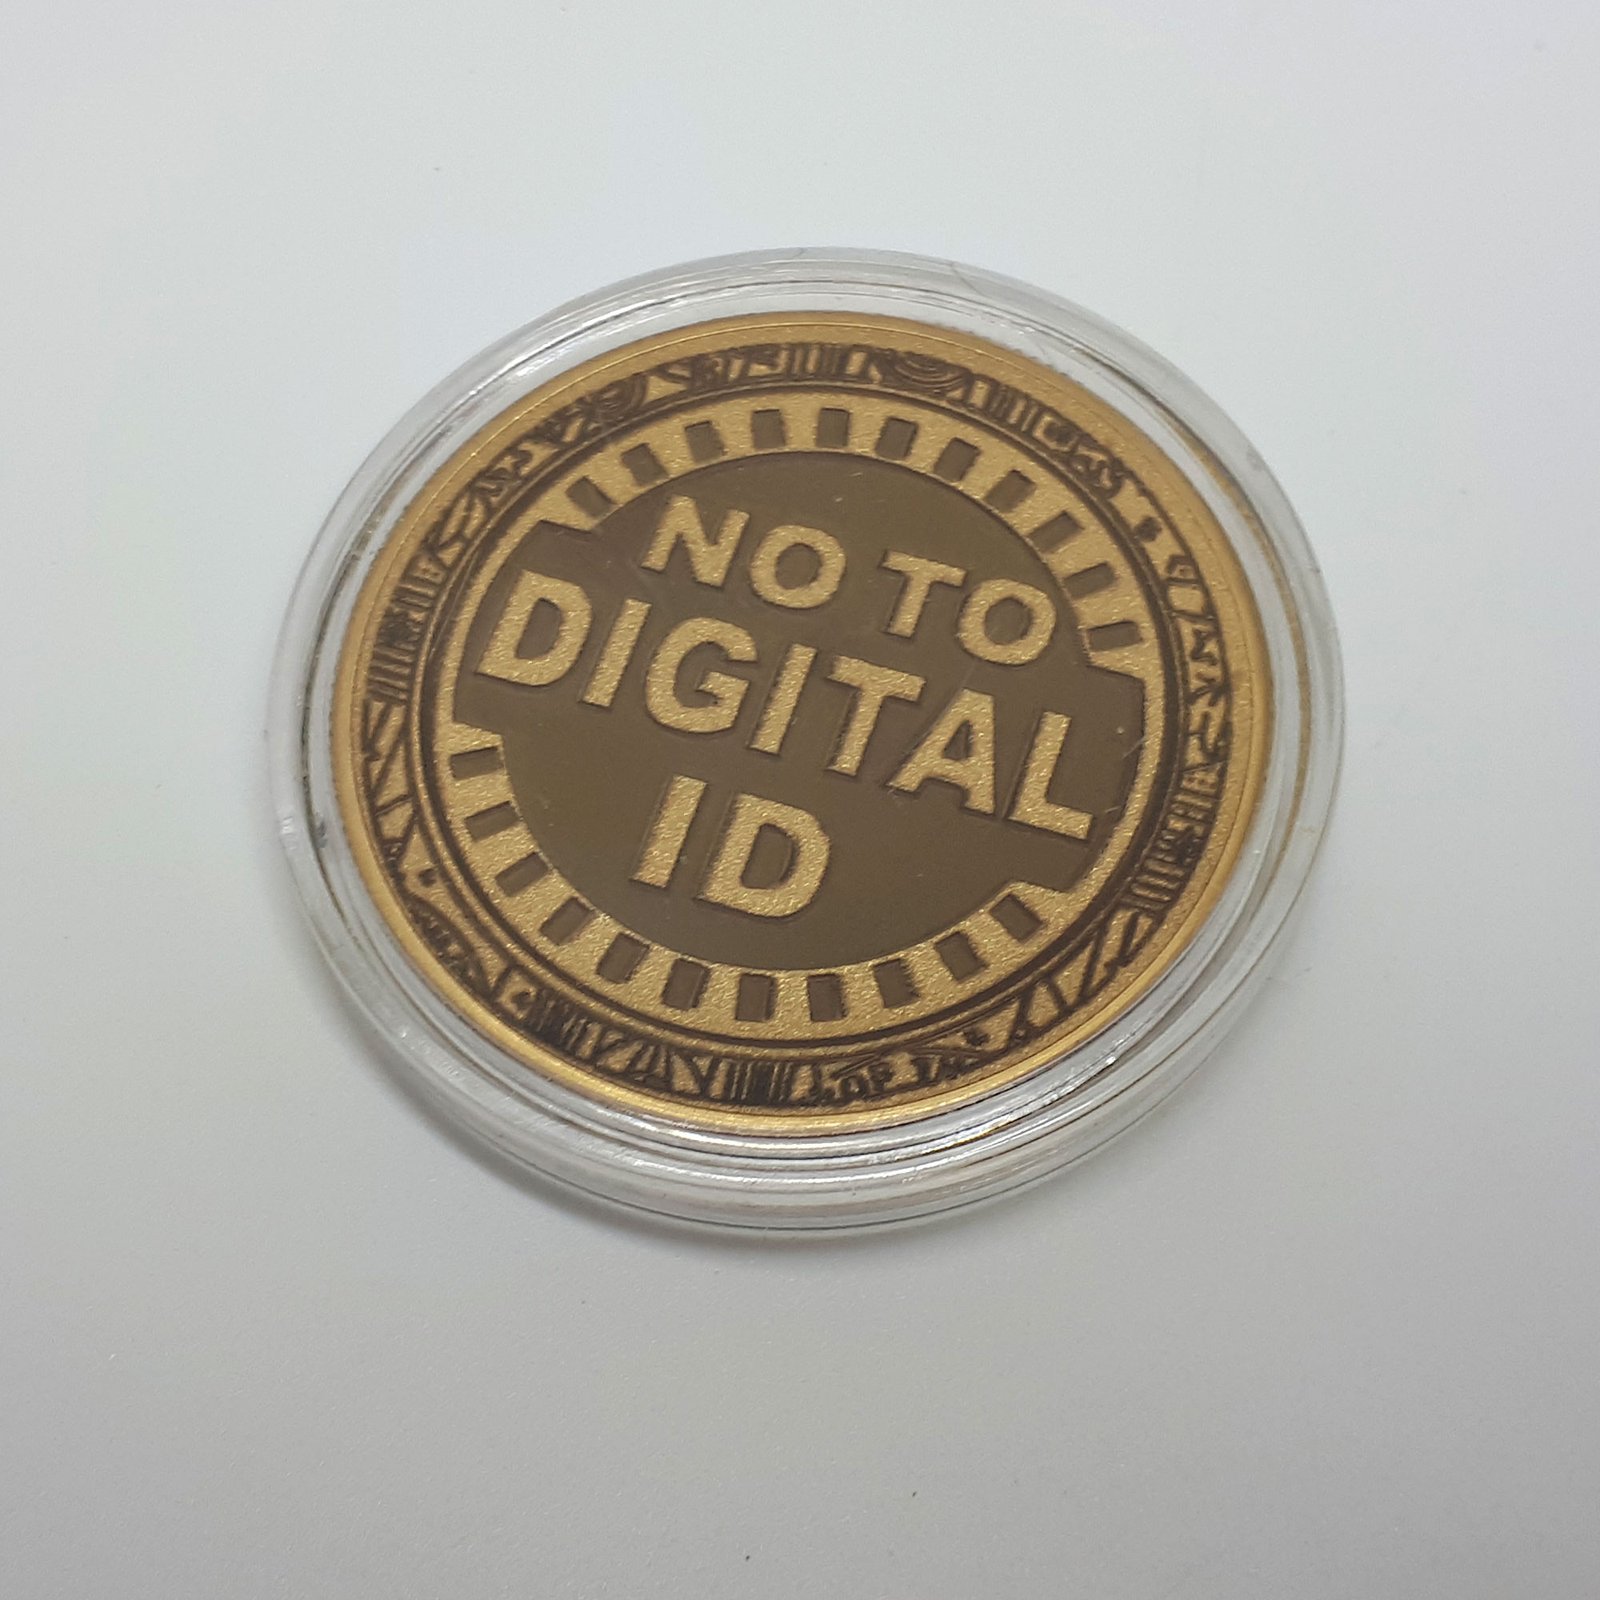 NO TO
DIGITAL
ID